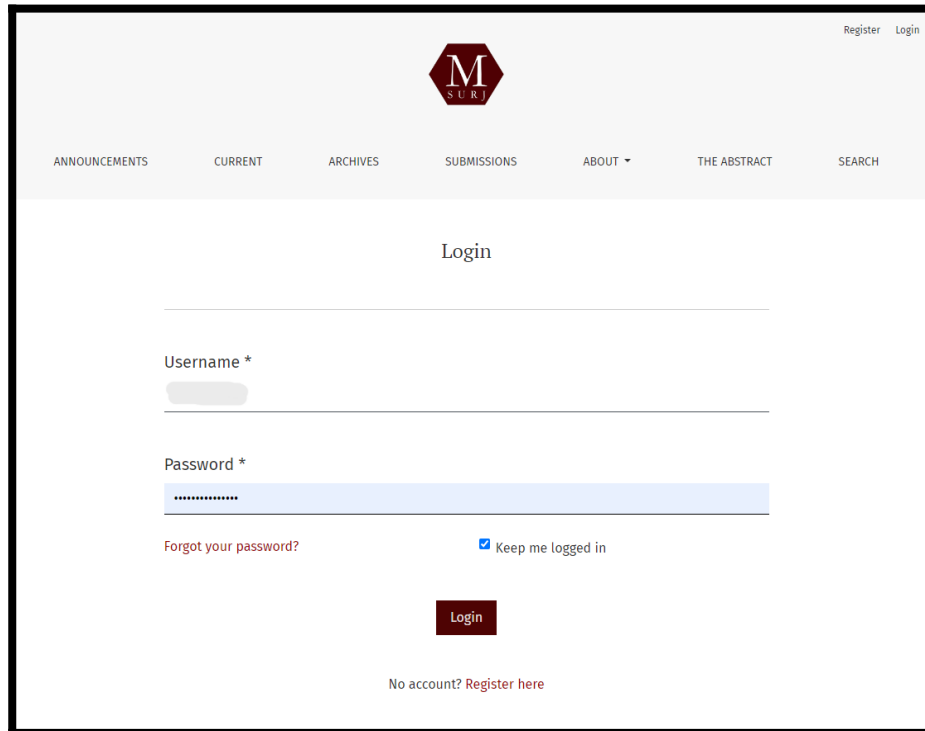 Register Login
M
SURJ
ANNOUNCEMENTS CURRENT ARCHIVES SUBMISSIONS ABOUT THE ABSTRACT SEARCH
Login
Username *
Password *
•••••••••••••••
Forgot your password? Keep me logged in
Login
No account? Register here